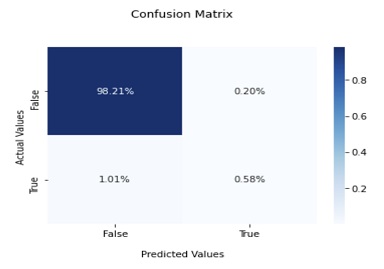 Confusion Matrix
98.21%
0.20%
1.01%
0.58%
False
True
Actual Values
False
True
Predicted Values
0.8
0.6
0.4
0.2